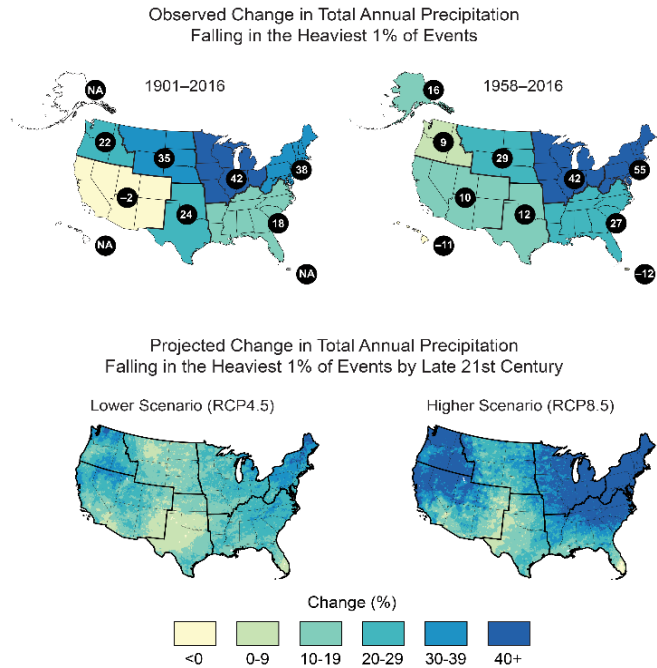 Observed Change in Total Annual Precipitation
Falling in the Heaviest 1% of Events
1901–2016
NA
22
35
42
38
–2
24
18
NA
NA
1958–2016
16
9
29
42
55
10
12
27
–11
–12
Projected Change in Total Annual Precipitation
Falling in the Heaviest 1% of Events by Late 21st Century
Lower Scenario (RCP4.5)
Higher Scenario (RCP8.5)
Change (%)
<0
0-9
10-19
20-29
30-39
40+